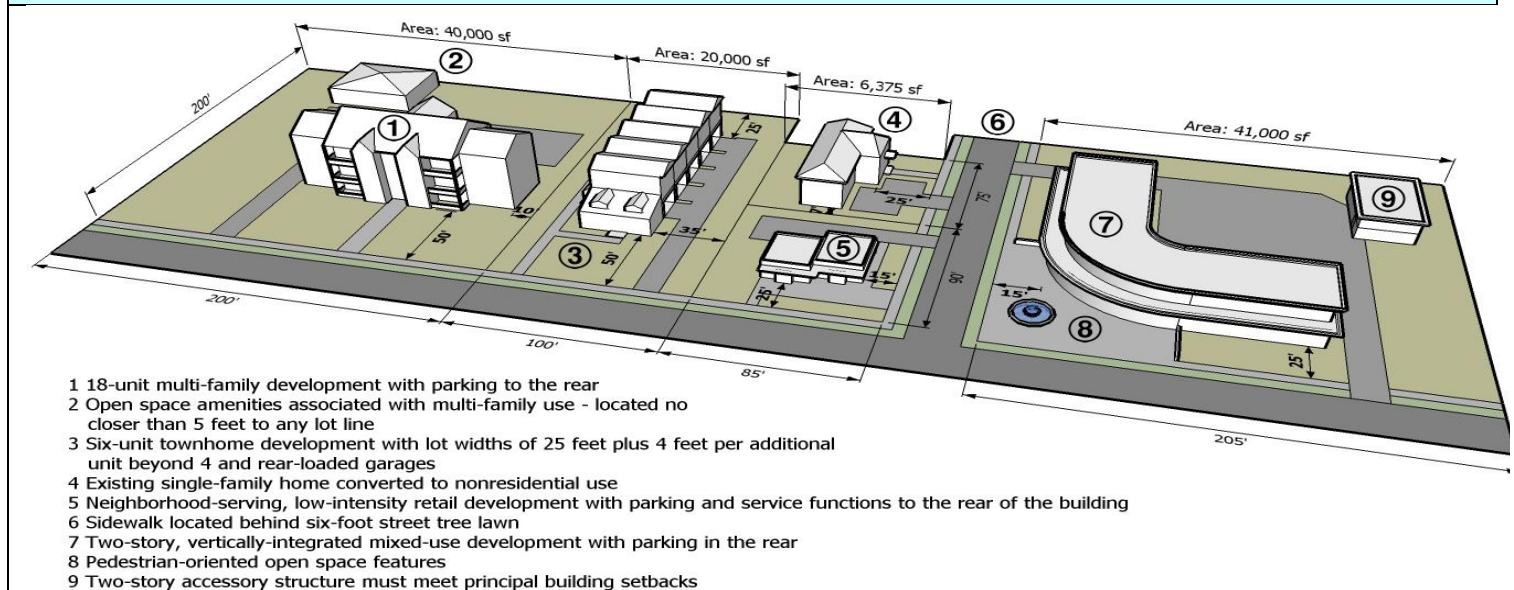 Area: 40,000 sf
Area: 20,000 sf
Area: 6,375 sf
Area: 41,000 sf
200'
2
1
4
6
9
25'
25'
75'
7'
7
10'
50'
35'
5
3
50'
15'
25'
90'
15'
8
25'
200'
100'
85'
205'
1 18-unit multi-family development with parking to the rear
2 Open space amenities associated with multi-family use - located no
closer than 5 feet to any lot line
3 Six-unit townhome development with lot widths of 25 feet plus 4 feet per additional
unit beyond 4 and rear-loaded garages
4 Existing single-family home converted to nonresidential use
5 Neighborhood-serving, low-intensity retail development with parking and service functions to the rear of the building
6 Sidewalk located behind six-foot street tree lawn
7 Two-story, vertically-integrated mixed-use development with parking in the rear
8 Pedestrian-oriented open space features
9 Two-story accessory structure must meet principal building setbacks